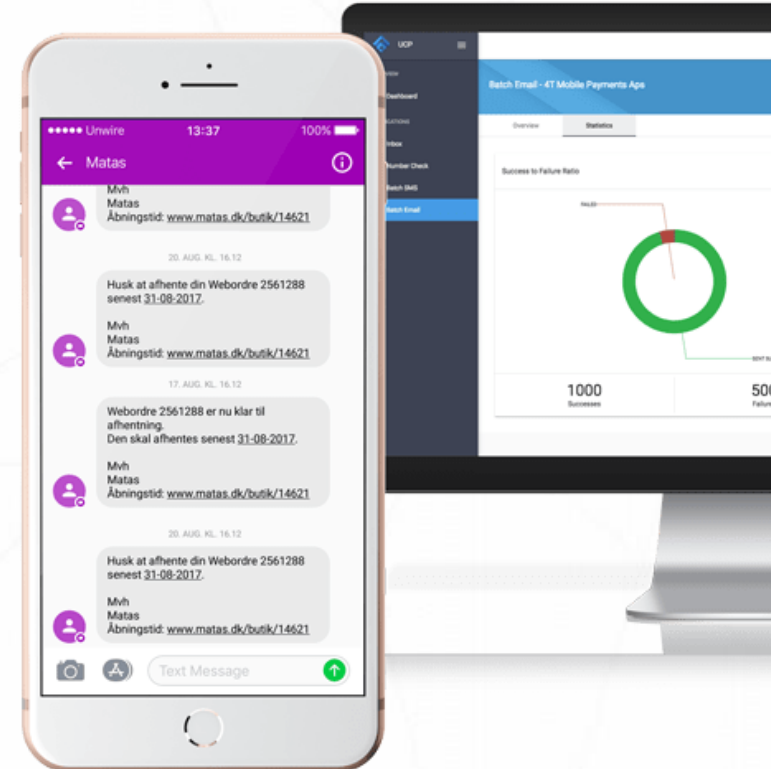 Unwire 13:37 100%
Matas
Mvh
Matas
Åbningstid: www.matas.dk/butik/14621
20. AUG. KL. 16.12
Husk at afhente din Webordre 2561288
senest 31-08-2017.
Mvh
Matas
Åbningstid: www.matas.dk/butik/14621
17. AUG. KL. 16.12
Webordre 2561288 er nu klar til
afhentning.
Den skal afhentes senest 31-08-2017.
Mvh
Matas
Åbningstid: www.matas.dk/butik/14621
20. AUG. KL. 16.12
Husk at afhente din Webordre 2561288
senest 31-08-2017.
Mvh
Matas
Åbningstid: www.matas.dk/butik/14621
Text Message
UCP
Dashboard
Inbox
Number Check
Batch SMS
Batch Email
Batch Email - 4T Mobile Payments Aps
Overview Statistics
Success to Failure Ratio
FAILED
1000
Successes